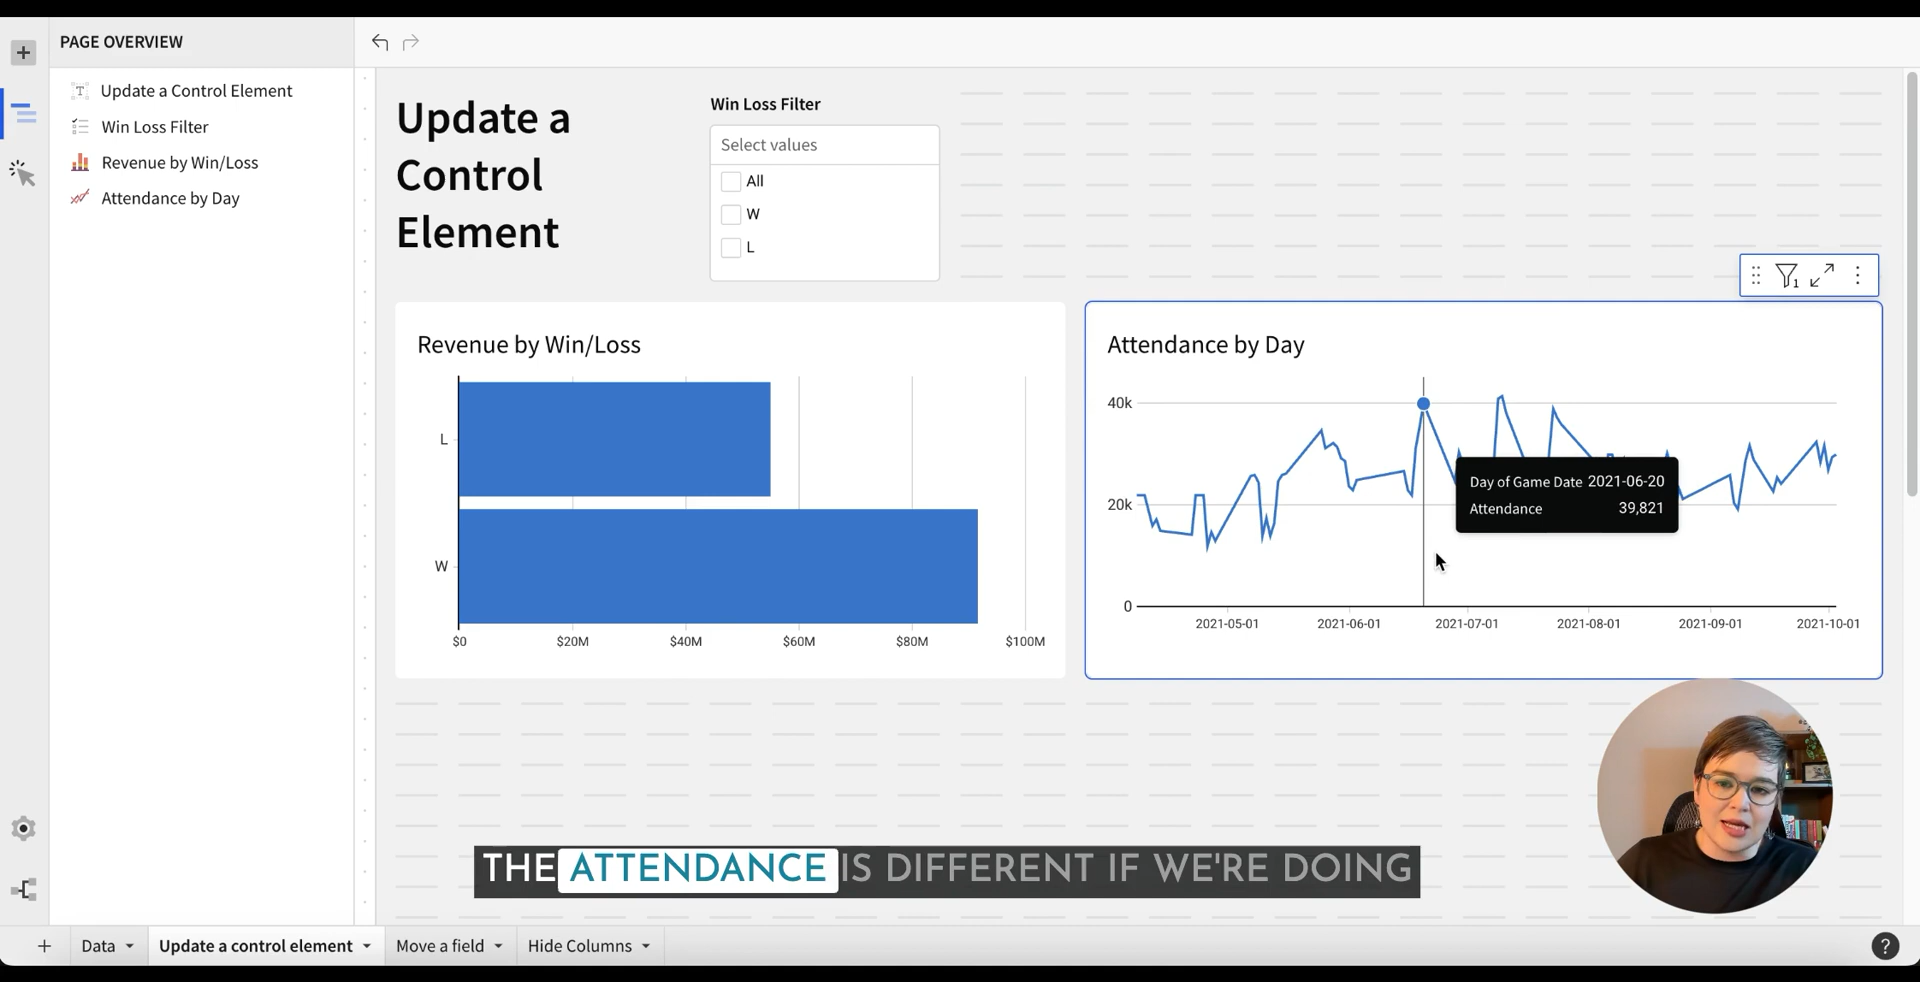 PAGE OVERVIEW
Update a Control Element
Win Loss Filter
Revenue by Win/Loss
Attendance by Day
Update a
Control
Element
Win Loss Filter
Select values
All
W
L
1
Revenue by Win/Loss
L
W
$0 $20M $40M $60M $80M $100M
Attendance by Day
40k
20k
0
Day of Game Date 2021-06-20
Attendance 39,821
2021-05-01 2021-06-01 2021-07-01 2021-08-01 2021-09-01 2021-10-01
THE ATTENDANCE IS DIFFERENT IF WE'RE DOING
+ Data Update a control element Move a field Hide Columns ?